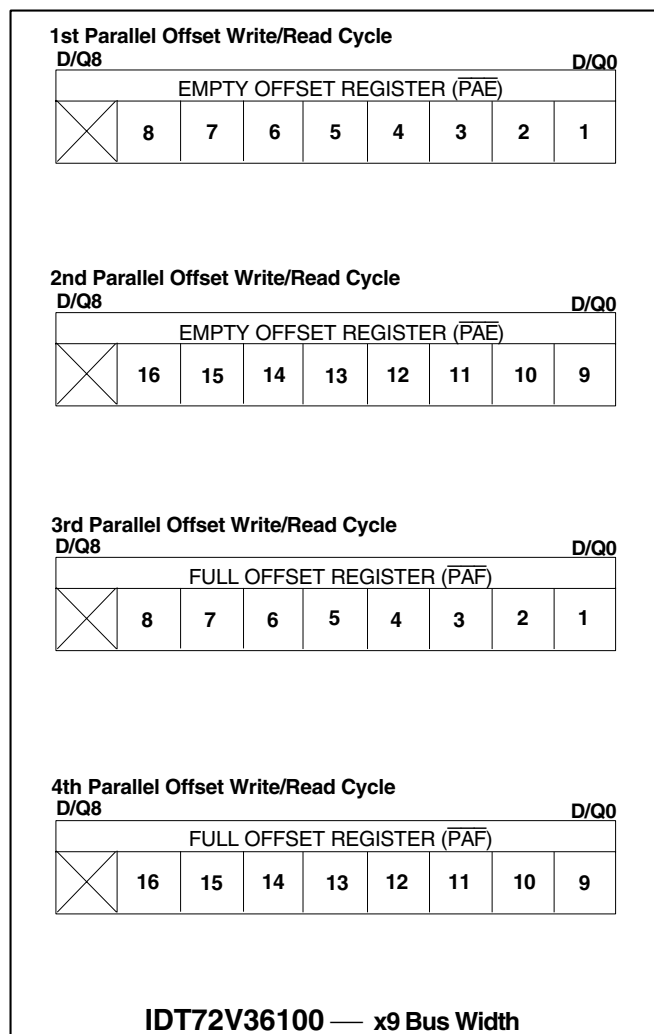 1st Parallel Offset Write/Read Cycle
D/Q8 D/Q0
EMPTY OFFSET REGISTER (P̅A̅E̅)
8 7 6 5 4 3 2 1
2nd Parallel Offset Write/Read Cycle
D/Q8 D/Q0
EMPTY OFFSET REGISTER (P̅A̅E̅)
16 15 14 13 12 11 10 9
3rd Parallel Offset Write/Read Cycle
D/Q8 D/Q0
FULL OFFSET REGISTER (P̅A̅F̅)
8 7 6 5 4 3 2 1
4th Parallel Offset Write/Read Cycle
D/Q8 D/Q0
FULL OFFSET REGISTER (P̅A̅F̅)
16 15 14 13 12 11 10 9
IDT72V36100 — x9 Bus Width